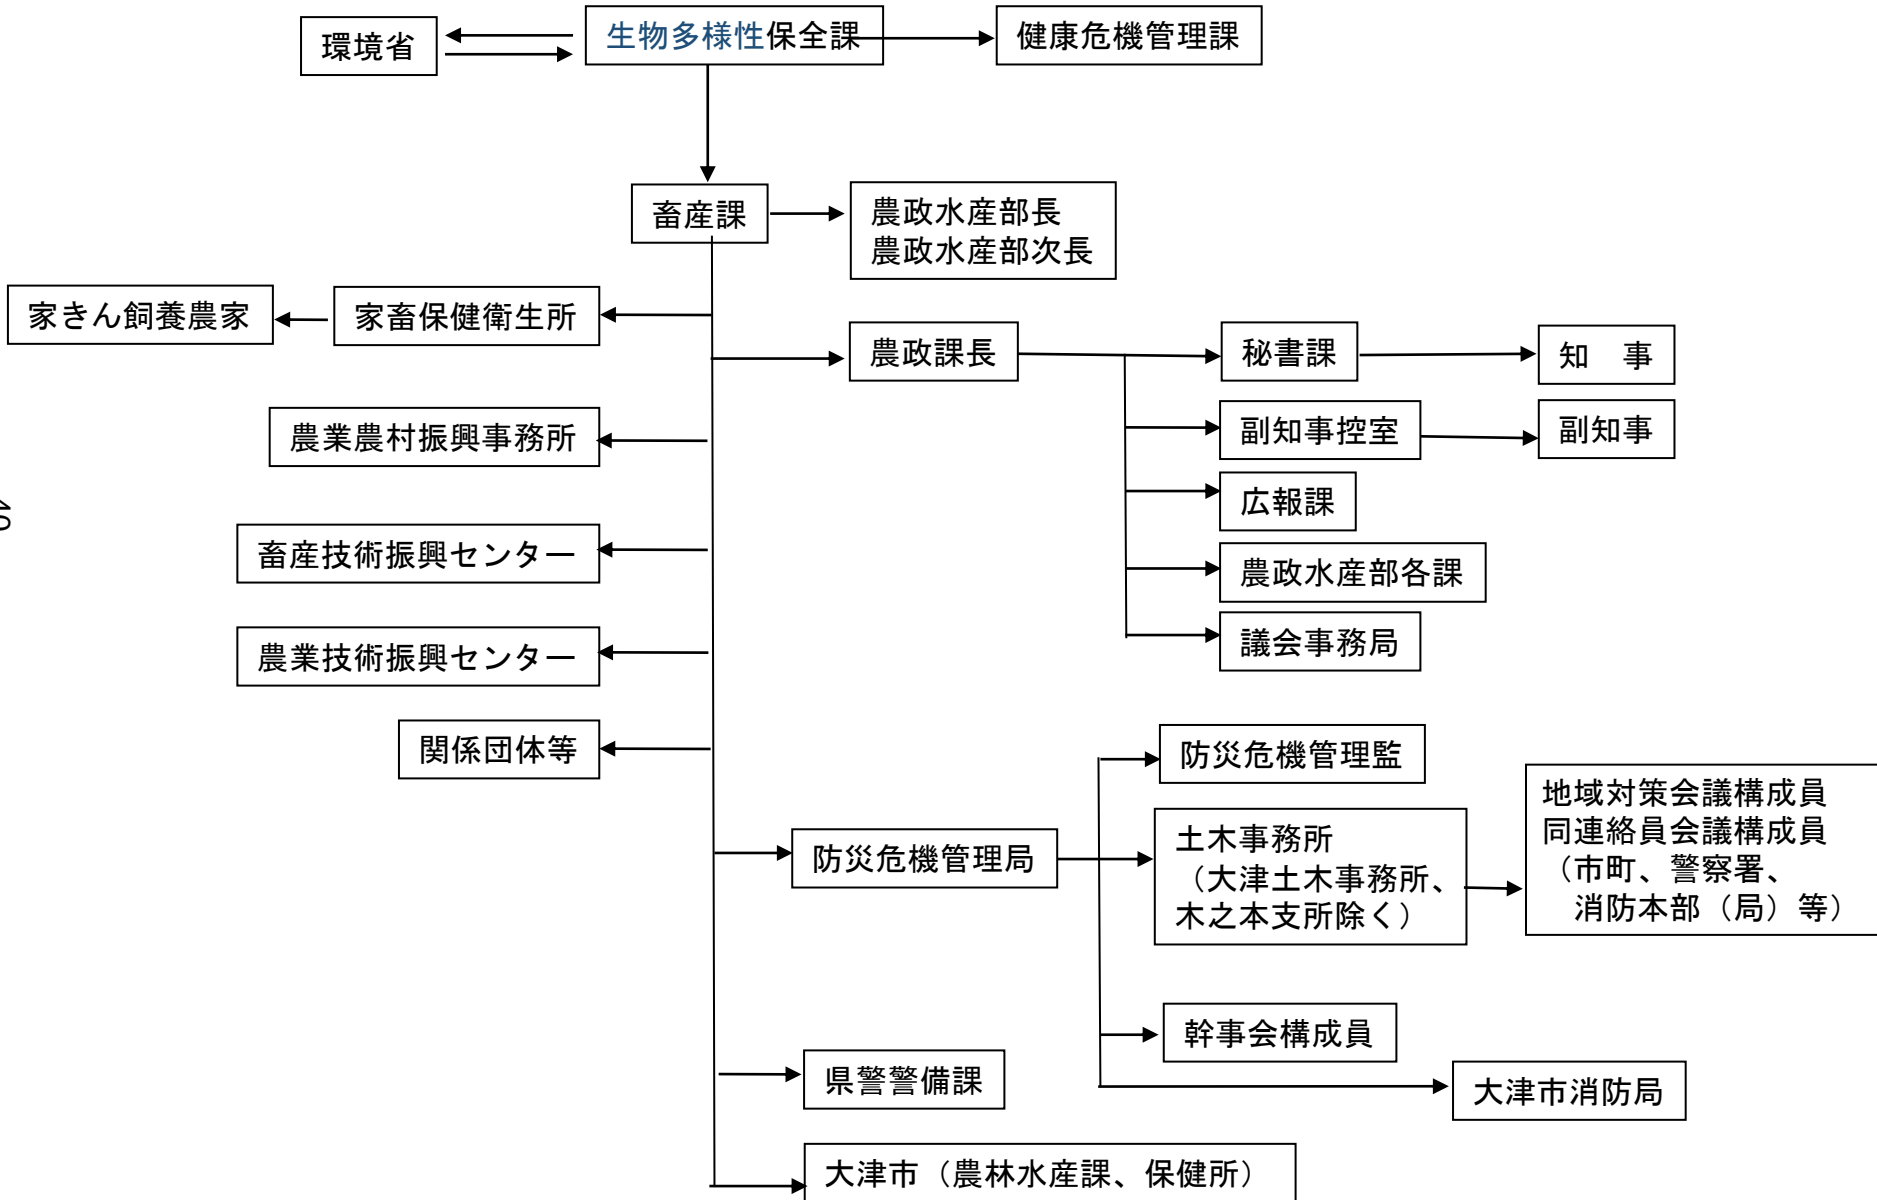 環境省
生物多様性保全課
健康危機管理課
畜産課
農政水産部長
農政水産部次長
家きん飼養農家
家畜保健衛生所
農政課長
秘書課
知　事
農業農村振興事務所
副知事控室
副知事
広報課
畜産技術振興センター
農政水産部各課
農業技術振興センター
議会事務局
関係団体等
防災危機管理監
防災危機管理局
土木事務所
（大津土木事務所、
木之本支所除く）
地域対策会議構成員
同連絡員会議構成員
（市町、警察署、
消防本部（局）等）
幹事会構成員
県警警備課
大津市消防局
大津市（農林水産課、保健所）